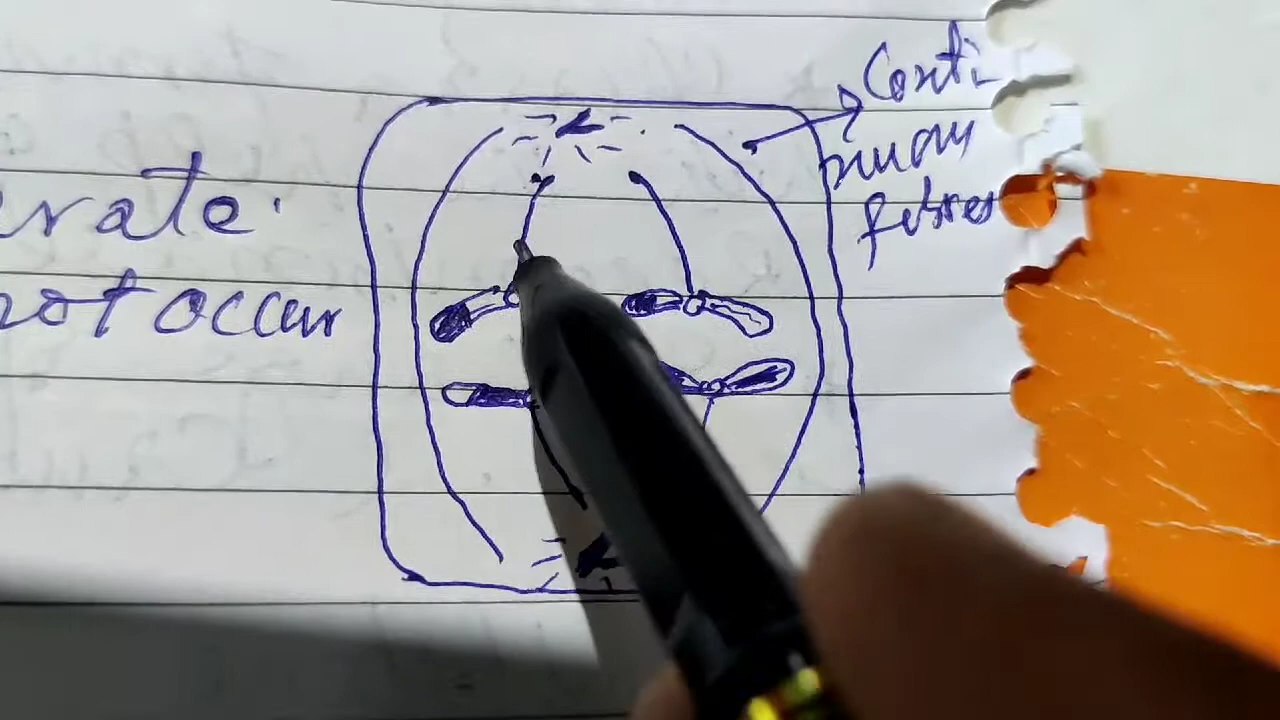 erate.
not occur
Conti
nuous
fibres